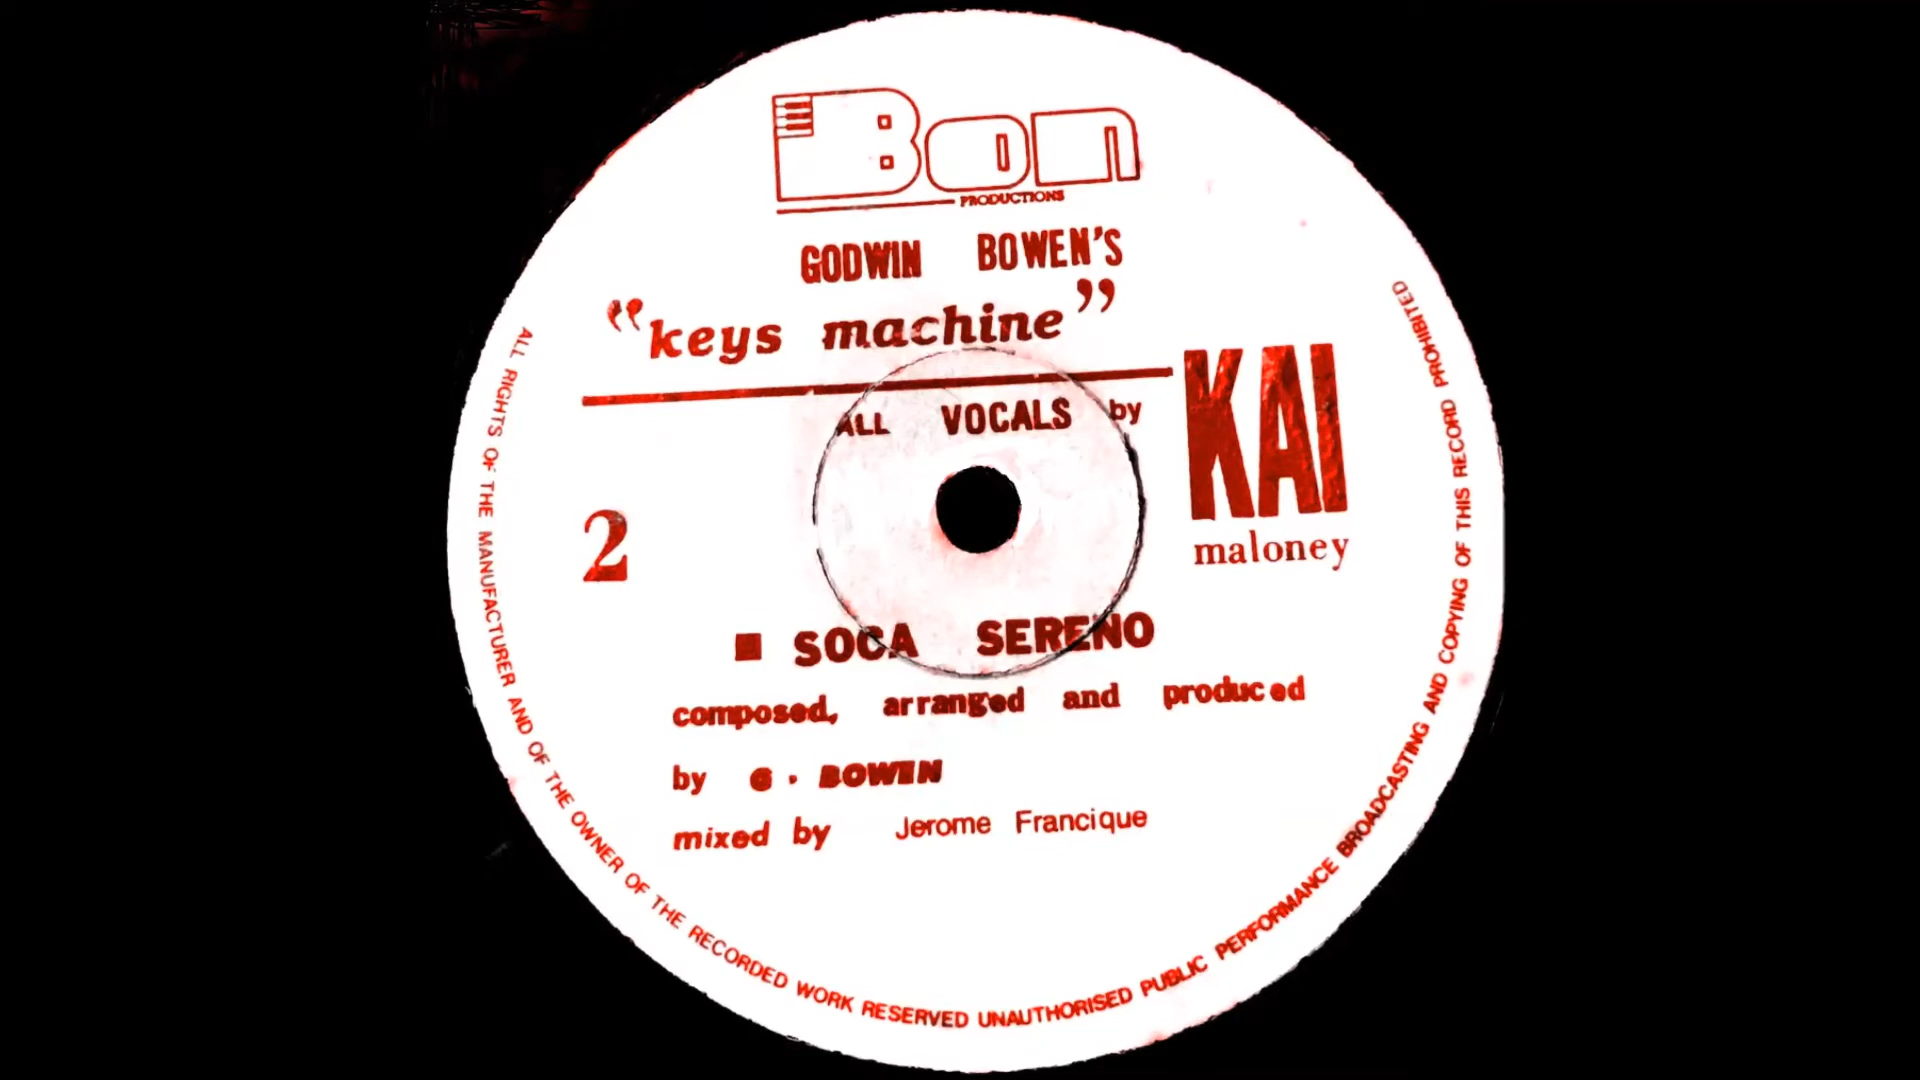 Bon
PRODUCTIONS
GODWIN BOWEN'S
"keys machine"
ALL VOCALS by
KAI
maloney
2
■ SOCA SERENO
composed, arranged and produced
by G. BOWEN
mixed by Jerome Francique
ALL RIGHTS OF THE MANUFACTURER AND OF THE OWNER OF THE RECORDED WORK RESERVED UNAUTHORISED PUBLIC PERFORMANCE BROADCASTING AND COPYING OF THIS RECORD PROHIBITED